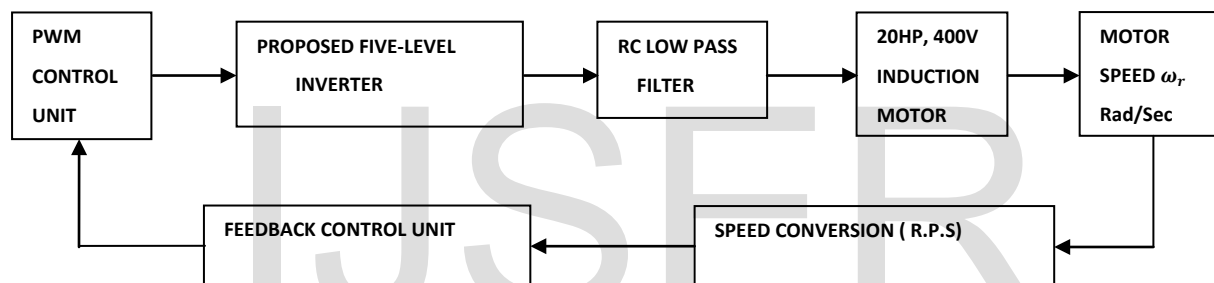 PWM
CONTROL
UNIT
PROPOSED FIVE-LEVEL
INVERTER
RC LOW PASS
FILTER
20HP, 400V
INDUCTION
MOTOR
MOTOR
SPEED ωᵣ
Rad/Sec
FEEDBACK CONTROL UNIT
SPEED CONVERSION ( R.P.S)
IJSER